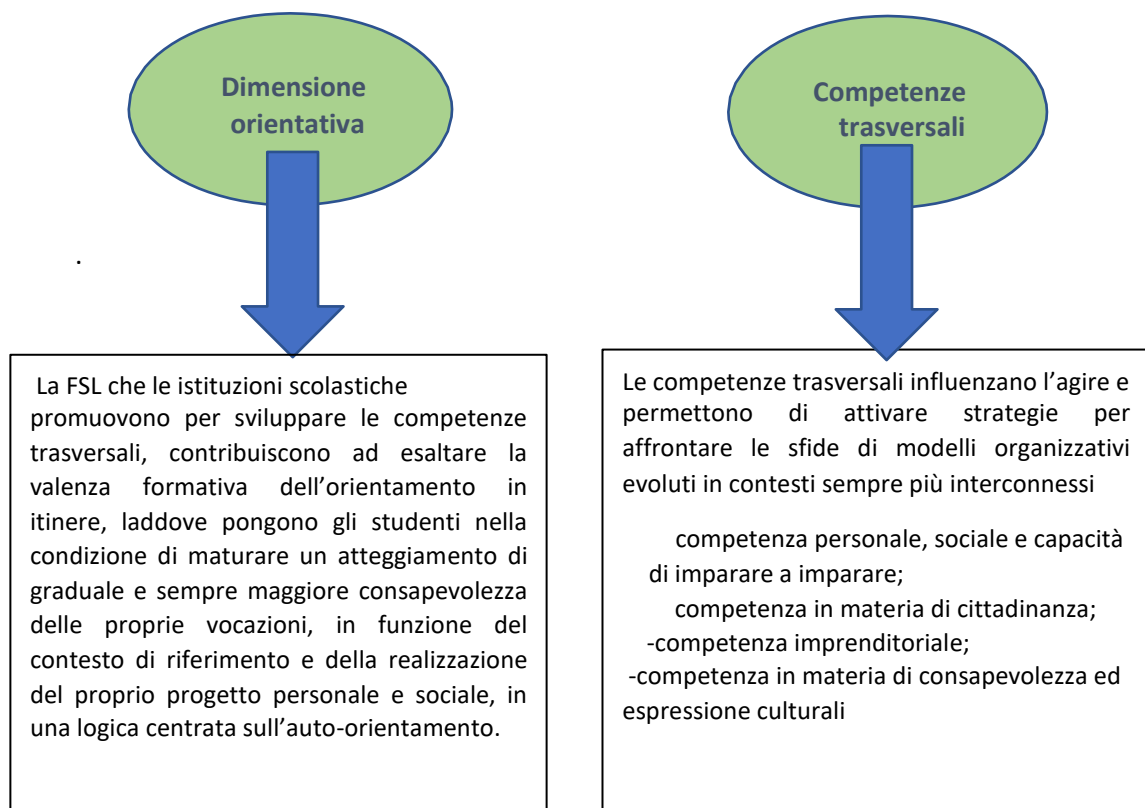 Dimensione
orientativa
Competenze
trasversali
.
La FSL che le istituzioni scolastiche
promuovono per sviluppare le competenze
trasversali, contribuiscono ad esaltare la
valenza formativa dell’orientamento in
itinere, laddove pongono gli studenti nella
condizione di maturare un atteggiamento di
graduale e sempre maggiore consapevolezza
delle proprie vocazioni, in funzione del
contesto di riferimento e della realizzazione
del proprio progetto personale e sociale, in
una logica centrata sull’auto-orientamento.
Le competenze trasversali influenzano l’agire e
permettono di attivare strategie per
affrontare le sfide di modelli organizzativi
evoluti in contesti sempre più interconnessi
competenza personale, sociale e capacità
di imparare a imparare;
competenza in materia di cittadinanza;
-competenza imprenditoriale;
-competenza in materia di consapevolezza ed
espressione culturali